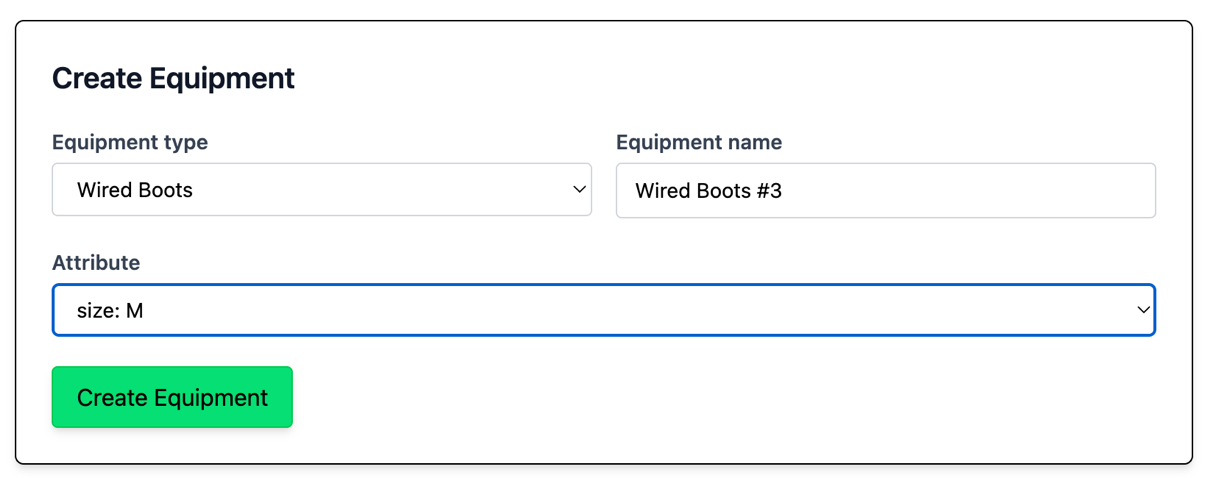 Create Equipment
Equipment type
Equipment name
Wired Boots
Wired Boots #3
Attribute
size: M
Create Equipment